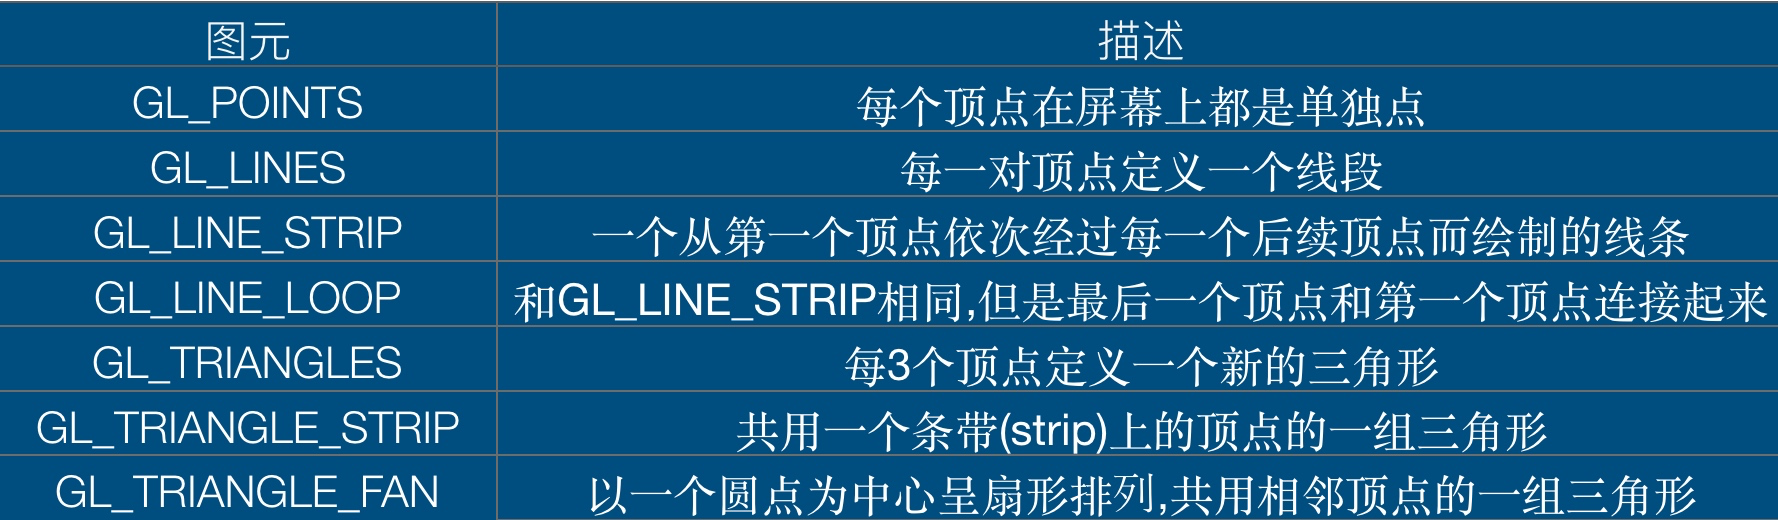 图元 描述
GL_POINTS 每个顶点在屏幕上都是单独点
GL_LINES 每一对顶点定义一个线段
GL_LINE_STRIP 一个从第一个顶点依次经过每一个后续顶点而绘制的线条
GL_LINE_LOOP 和GL_LINE_STRIP相同,但是最后一个顶点和第一个顶点连接起来
GL_TRIANGLES 每3个顶点定义一个新的三角形
GL_TRIANGLE_STRIP 共用一个条带(strip)上的顶点的一组三角形
GL_TRIANGLE_FAN 以一个圆点为中心呈扇形排列,共用相邻顶点的一组三角形